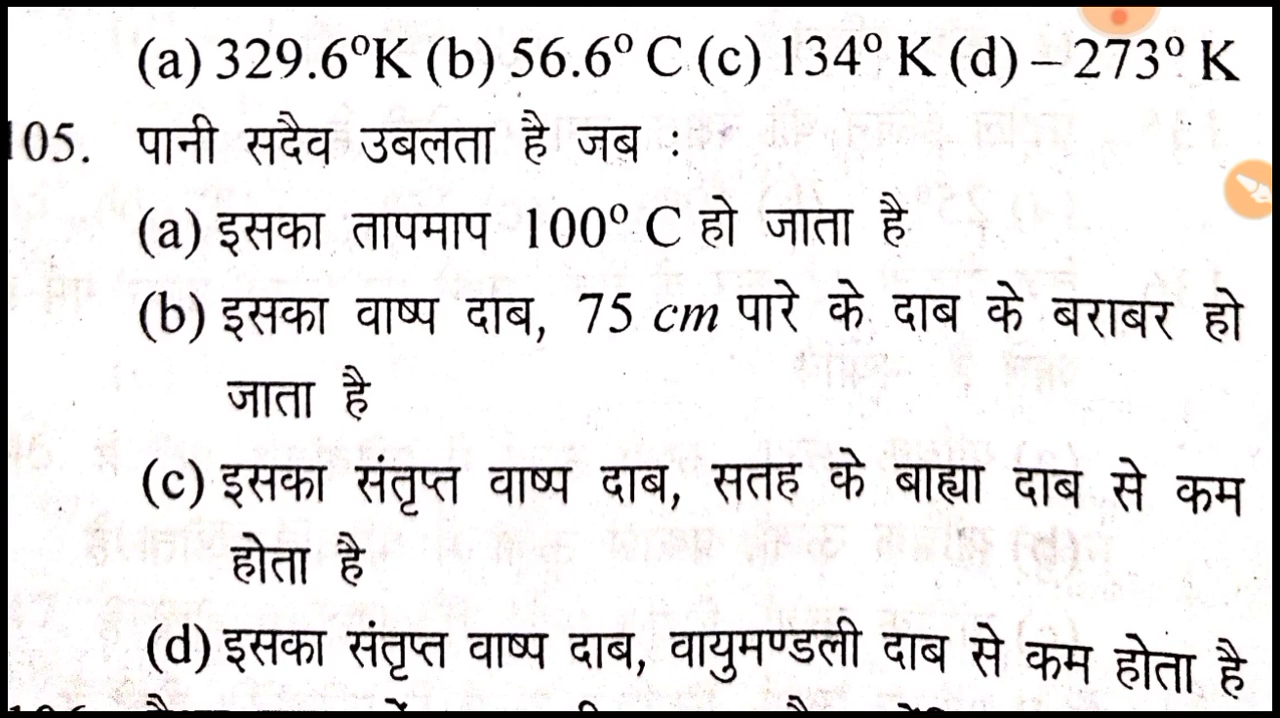 (a) 329.6°K (b) 56.6° C (c) 134° K (d) – 273° K
105. पानी सदैव उबलता है जब :
(a) इसका तापमाप 100° C हो जाता है
(b) इसका वाष्प दाब, 75 cm पारे के दाब के बराबर हो
जाता है
(c) इसका संतृप्त वाष्प दाब, सतह के बाह्या दाब से कम
होता है
(d) इसका संतृप्त वाष्प दाब, वायुमण्डली दाब से कम होता है